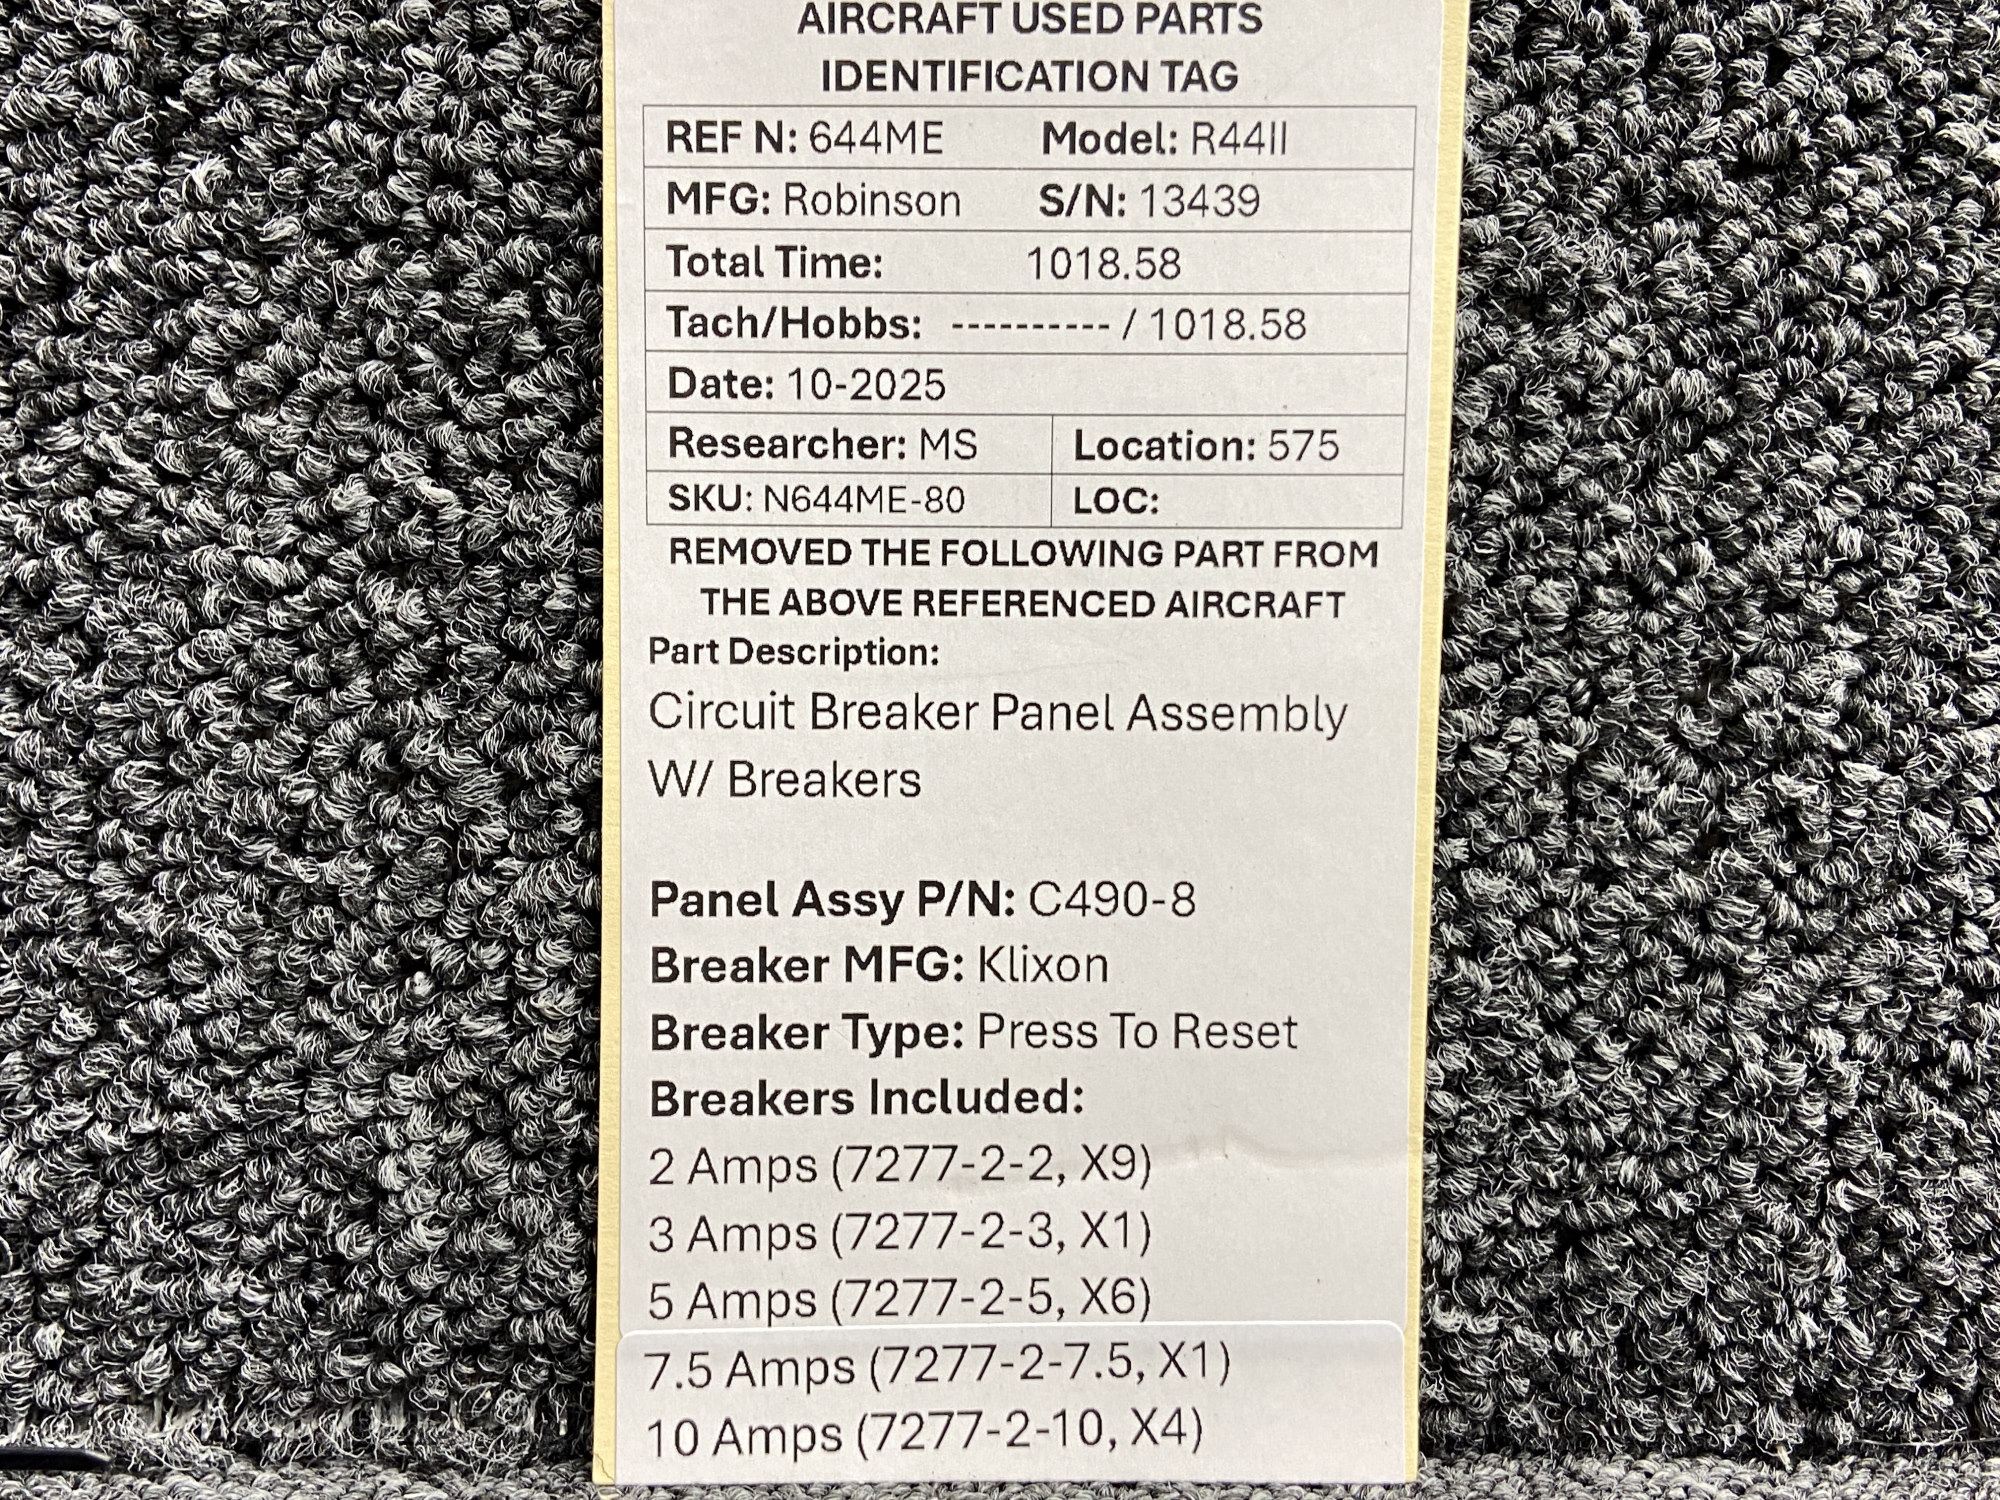 AIRCRAFT USED PARTS
IDENTIFICATION TAG
REF N: 644ME Model: R44II
MFG: Robinson S/N: 13439
Total Time: 1018.58
Tach/Hobbs: ---------- / 1018.58
Date: 10-2025
Researcher: MS Location: 575
SKU: N644ME-80 LOC:
REMOVED THE FOLLOWING PART FROM
THE ABOVE REFERENCED AIRCRAFT
Part Description:
Circuit Breaker Panel Assembly
W/ Breakers
Panel Assy P/N: C490-8
Breaker MFG: Klixon
Breaker Type: Press To Reset
Breakers Included:
2 Amps (7277-2-2, X9)
3 Amps (7277-2-3, X1)
5 Amps (7277-2-5, X6)
7.5 Amps (7277-2-7.5, X1)
10 Amps (7277-2-10, X4)